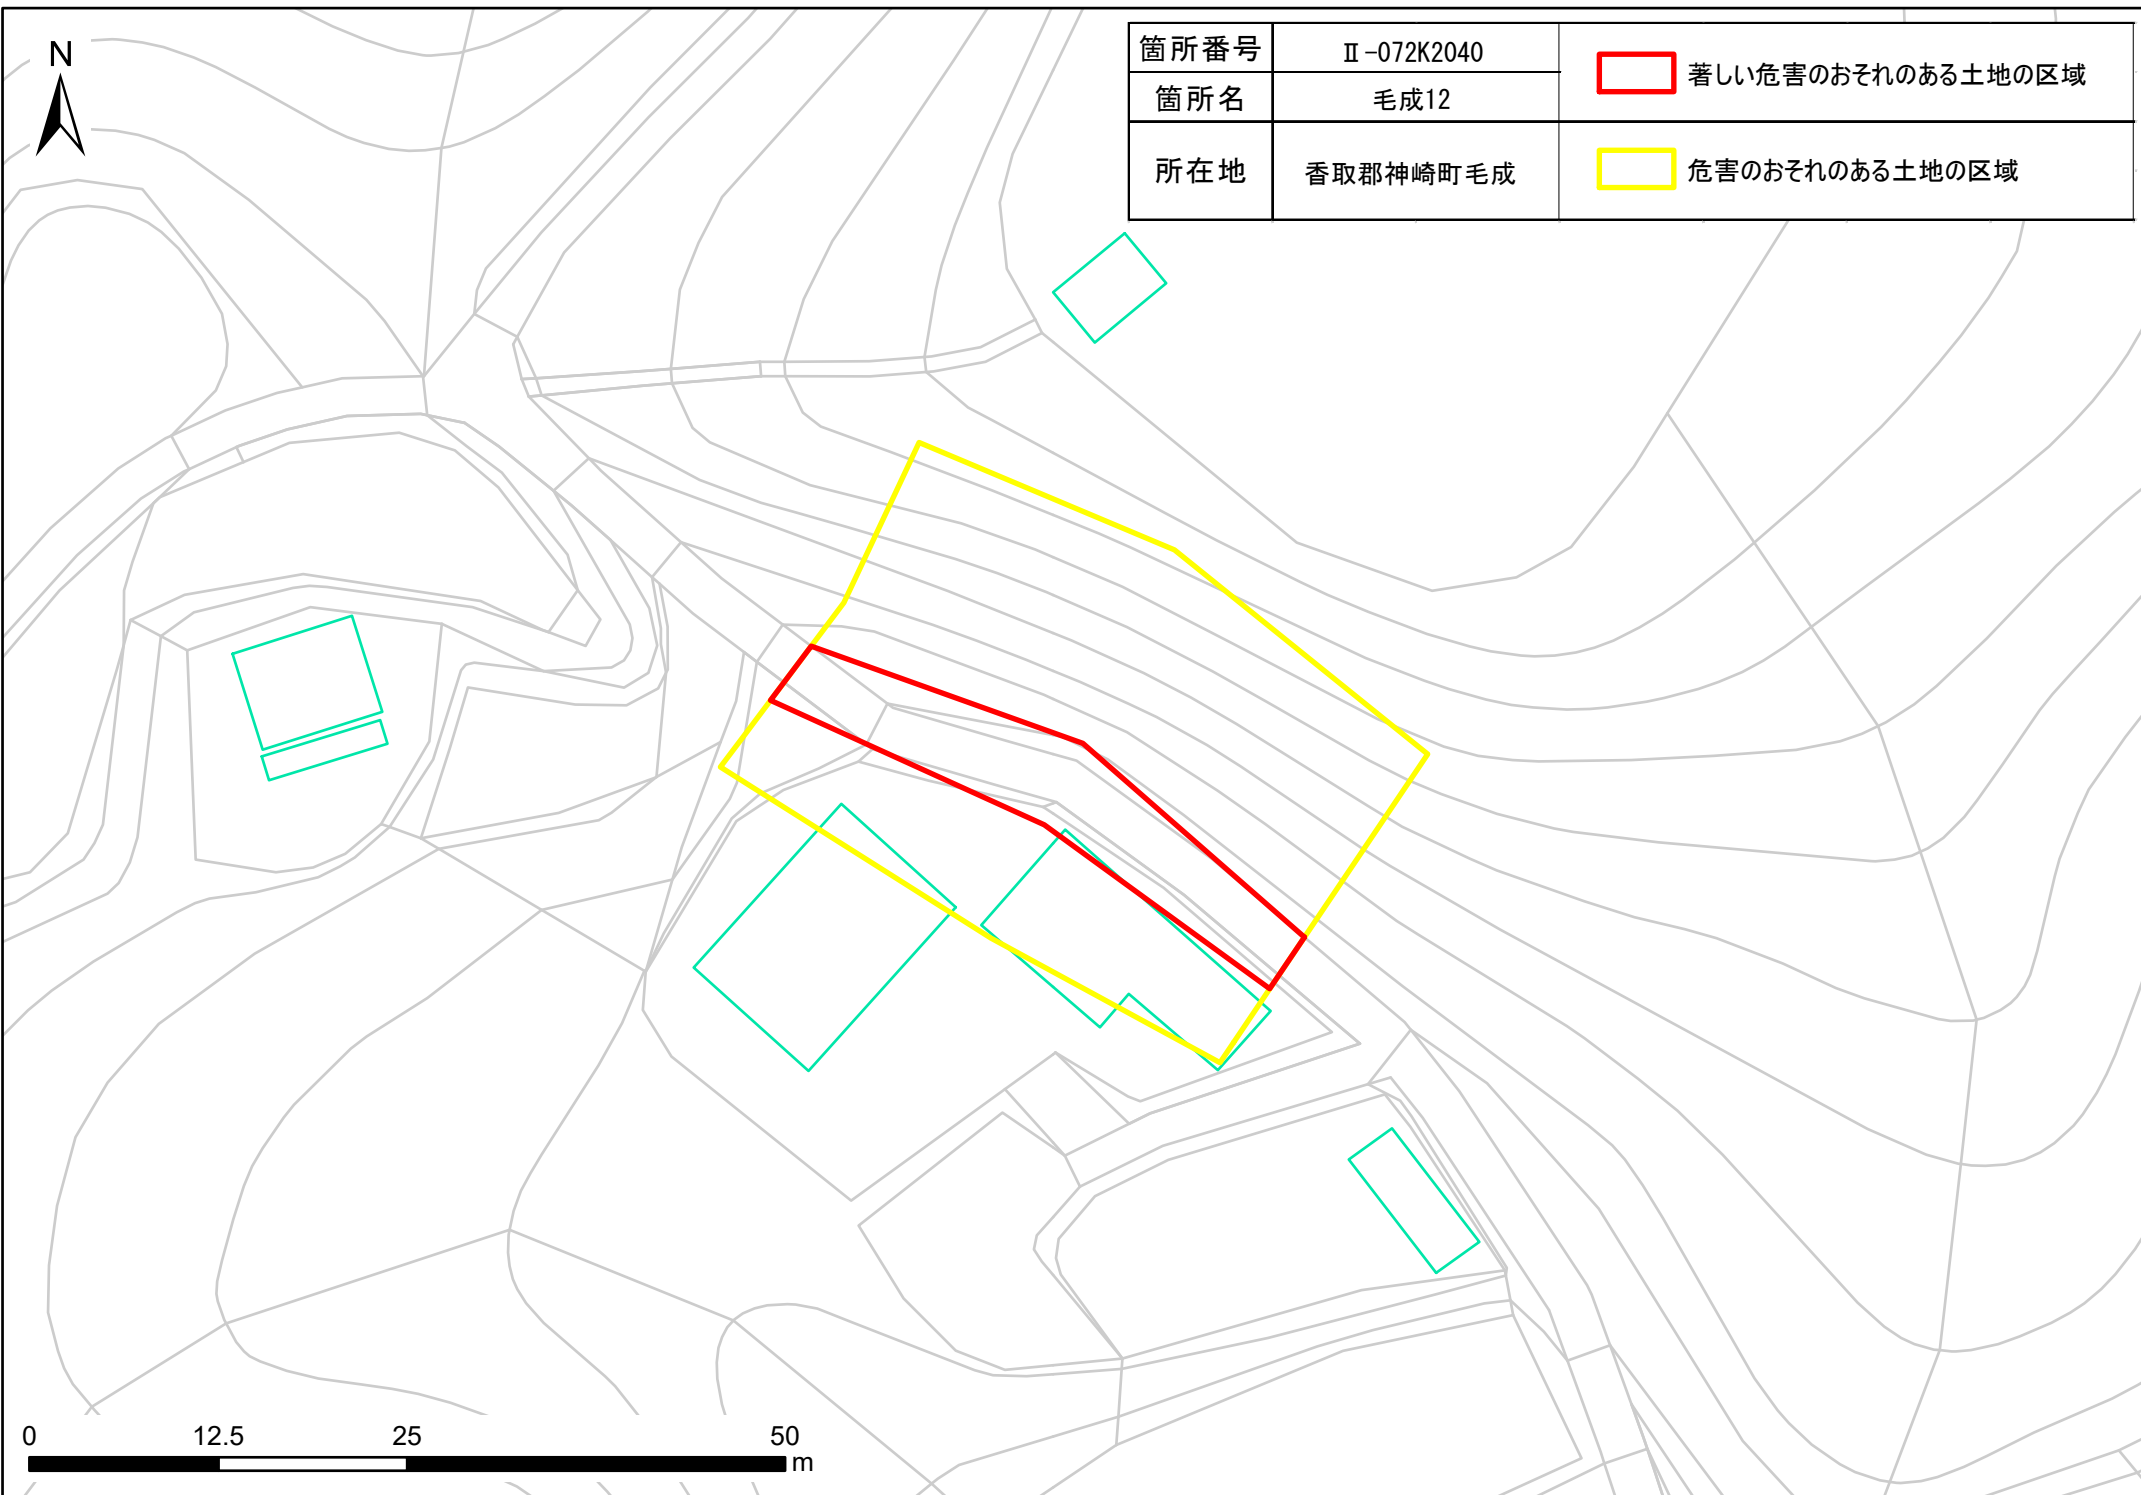 N
箇所番号 Ⅱ-072K2040 著しい危害のおそれのある土地の区域
箇所名 毛成12
所在地 香取郡神崎町毛成 危害のおそれのある土地の区域
0 12.5 25 50
m